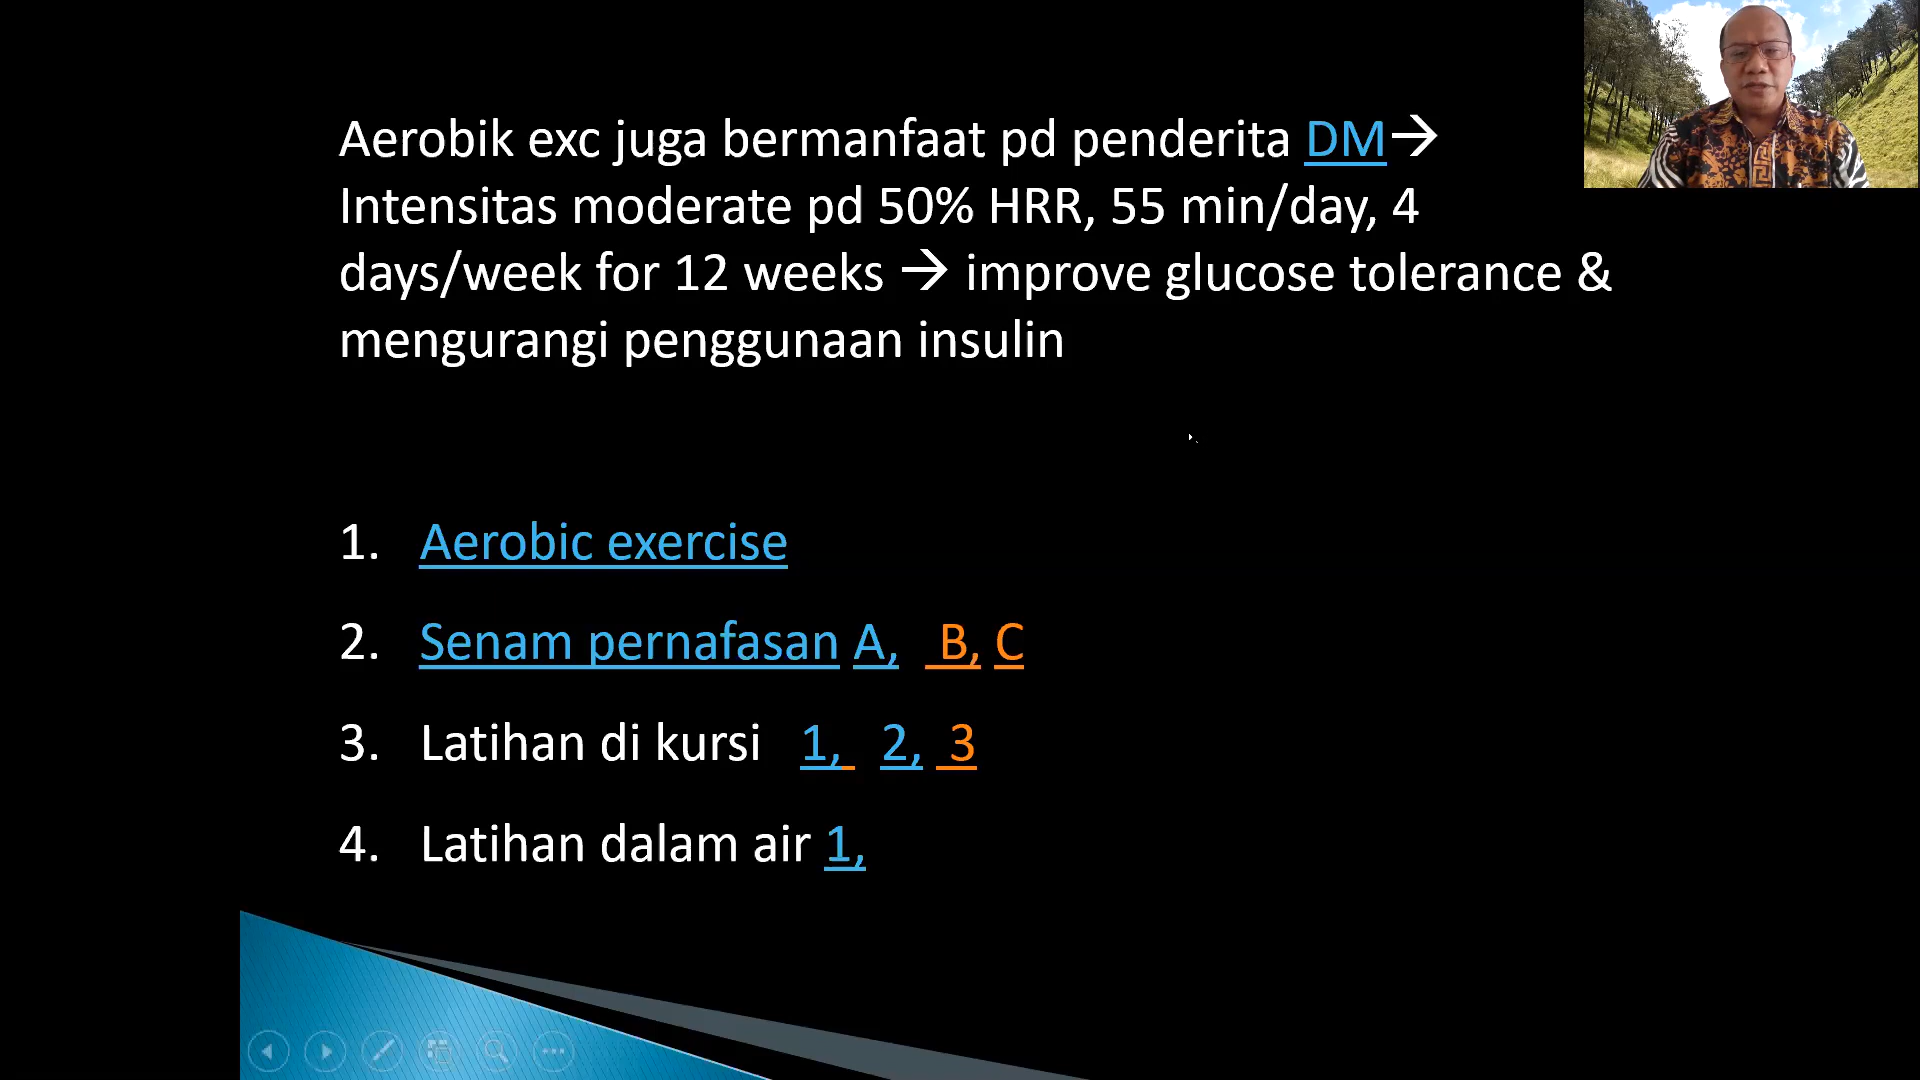 Aerobik exc juga bermanfaat pd penderita DM→
Intensitas moderate pd 50% HRR, 55 min/day, 4
days/week for 12 weeks → improve glucose tolerance &
mengurangi penggunaan insulin
1. Aerobic exercise
2. Senam pernafasan A, B, C
3. Latihan di kursi 1, 2, 3
4. Latihan dalam air 1,